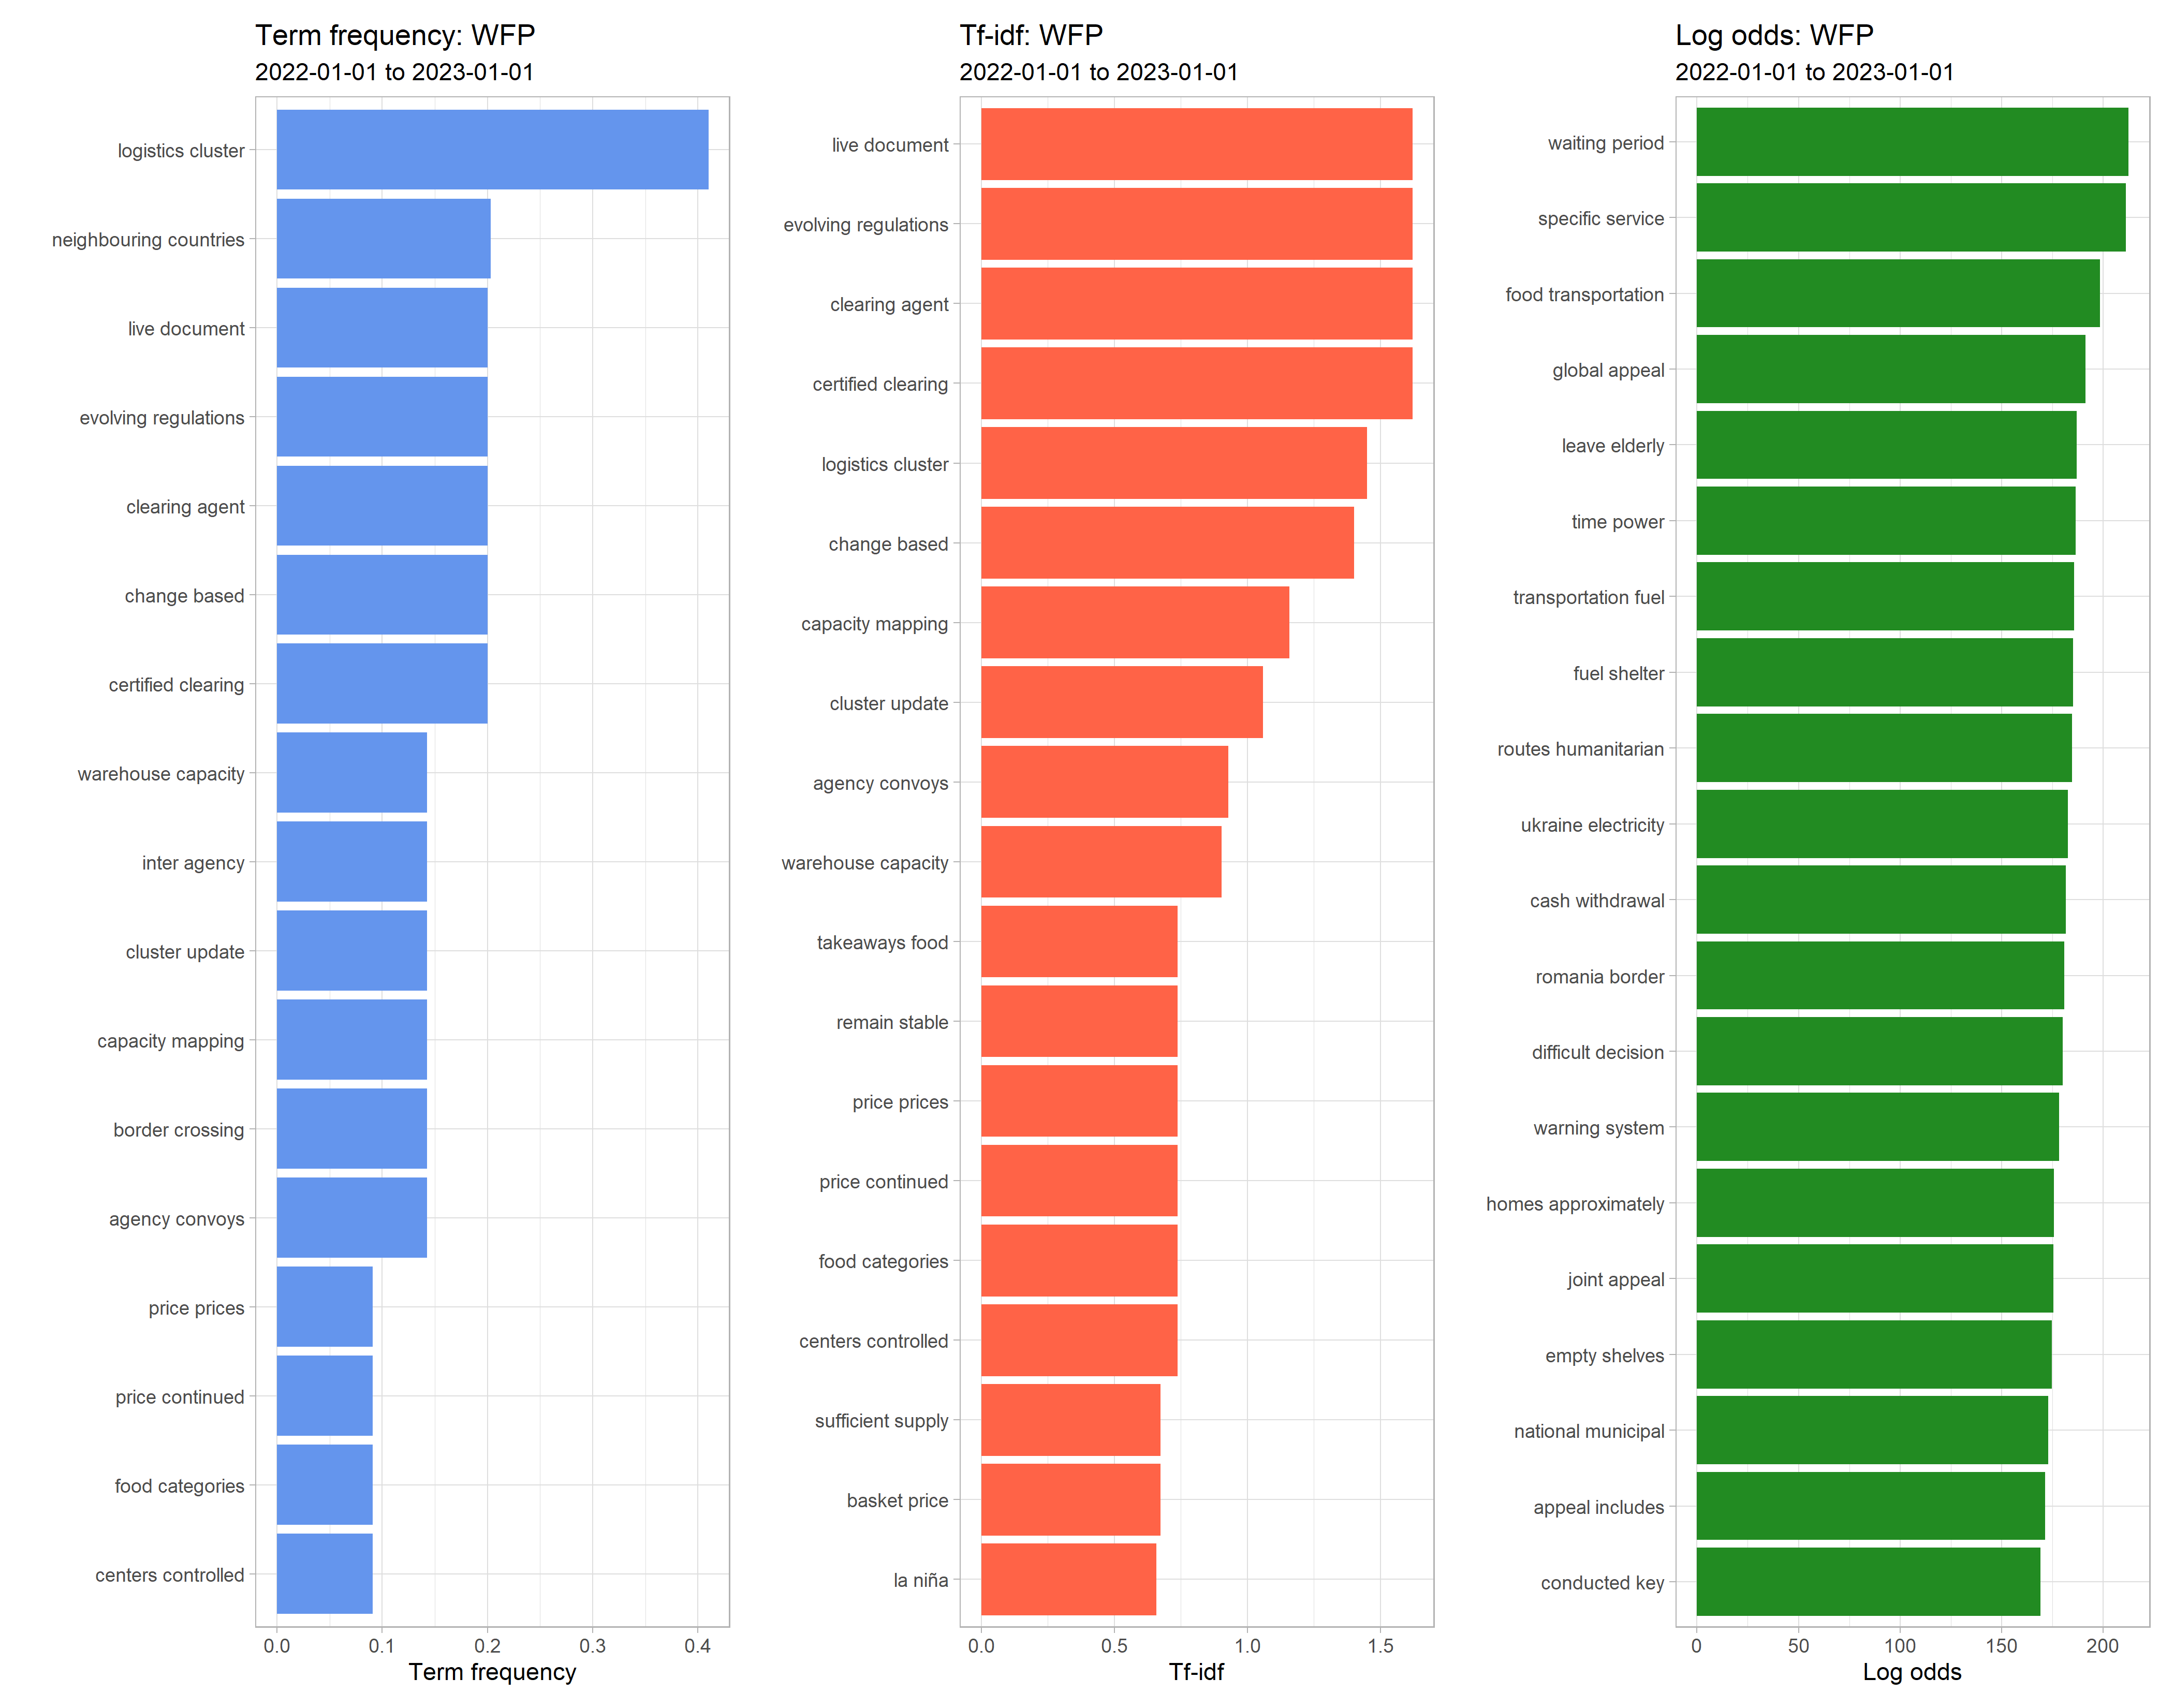 Term frequency: WFP
2022-01-01 to 2023-01-01
logistics cluster
neighbouring countries
live document
evolving regulations
clearing agent
change based
certified clearing
warehouse capacity
inter agency
cluster update
capacity mapping
border crossing
agency convoys
price prices
price continued
food categories
centers controlled
0.0 0.1 0.2 0.3 0.4
Term frequency
Tf-idf: WFP
2022-01-01 to 2023-01-01
live document
evolving regulations
clearing agent
certified clearing
logistics cluster
change based
capacity mapping
cluster update
agency convoys
warehouse capacity
takeaways food
remain stable
price prices
price continued
food categories
centers controlled
sufficient supply
basket price
la niña
0.0 0.5 1.0 1.5
Tf-idf
Log odds: WFP
2022-01-01 to 2023-01-01
waiting period
specific service
food transportation
global appeal
leave elderly
time power
transportation fuel
fuel shelter
routes humanitarian
ukraine electricity
cash withdrawal
romania border
difficult decision
warning system
homes approximately
joint appeal
empty shelves
national municipal
appeal includes
conducted key
0 50 100 150 200
Log odds